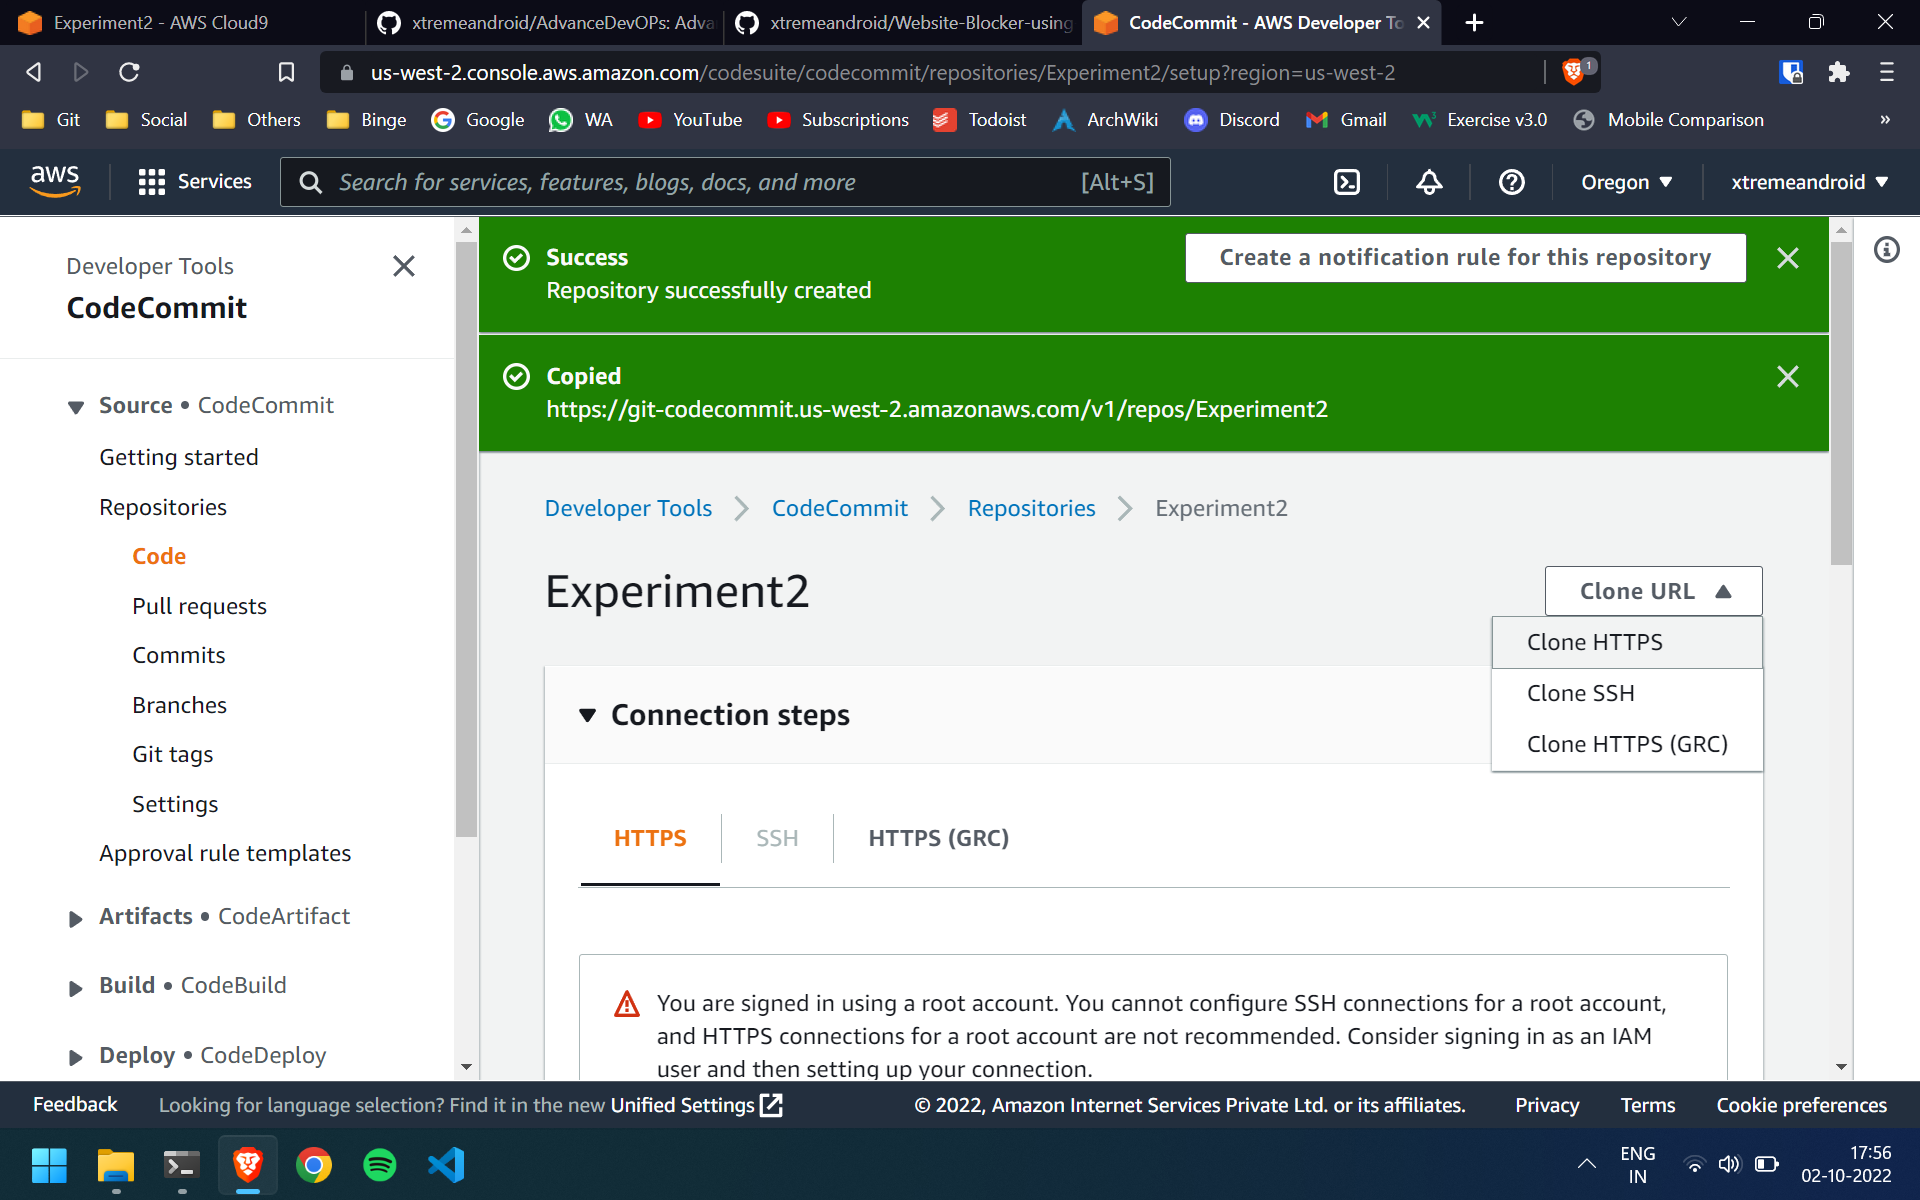 Experiment2 - AWS Cloud9
xtremeandroid/AdvanceDevOPs: Adva
xtremeandroid/Website-Blocker-using
CodeCommit - AWS Developer To
us-west-2.console.aws.amazon.com/codesuite/codecommit/repositories/Experiment2/setup?region=us-west-2
1
Git
Social
Others
Binge
Google
WA
YouTube
Subscriptions
Todoist
ArchWiki
Discord
Gmail
Exercise v3.0
Mobile Comparison
»
aws
Services
Search for services, features, blogs, docs, and more
[Alt+S]
Oregon
xtremeandroid
Developer Tools
CodeCommit
Source • CodeCommit
Getting started
Repositories
Code
Pull requests
Commits
Branches
Git tags
Settings
Approval rule templates
Artifacts • CodeArtifact
Build • CodeBuild
Deploy • CodeDeploy
Success
Repository successfully created
Create a notification rule for this repository
Copied
https://git-codecommit.us-west-2.amazonaws.com/v1/repos/Experiment2
Developer Tools
CodeCommit
Repositories
Experiment2
Experiment2
Clone URL
Clone HTTPS
Clone SSH
Clone HTTPS (GRC)
Connection steps
HTTPS
SSH
HTTPS (GRC)
You are signed in using a root account. You cannot configure SSH connections for a root account,
and HTTPS connections for a root account are not recommended. Consider signing in as an IAM
user and then setting up your connection.
Feedback
Looking for language selection? Find it in the new Unified Settings
© 2022, Amazon Internet Services Private Ltd. or its affiliates.
Privacy
Terms
Cookie preferences
ENG
IN
17:56
02-10-2022